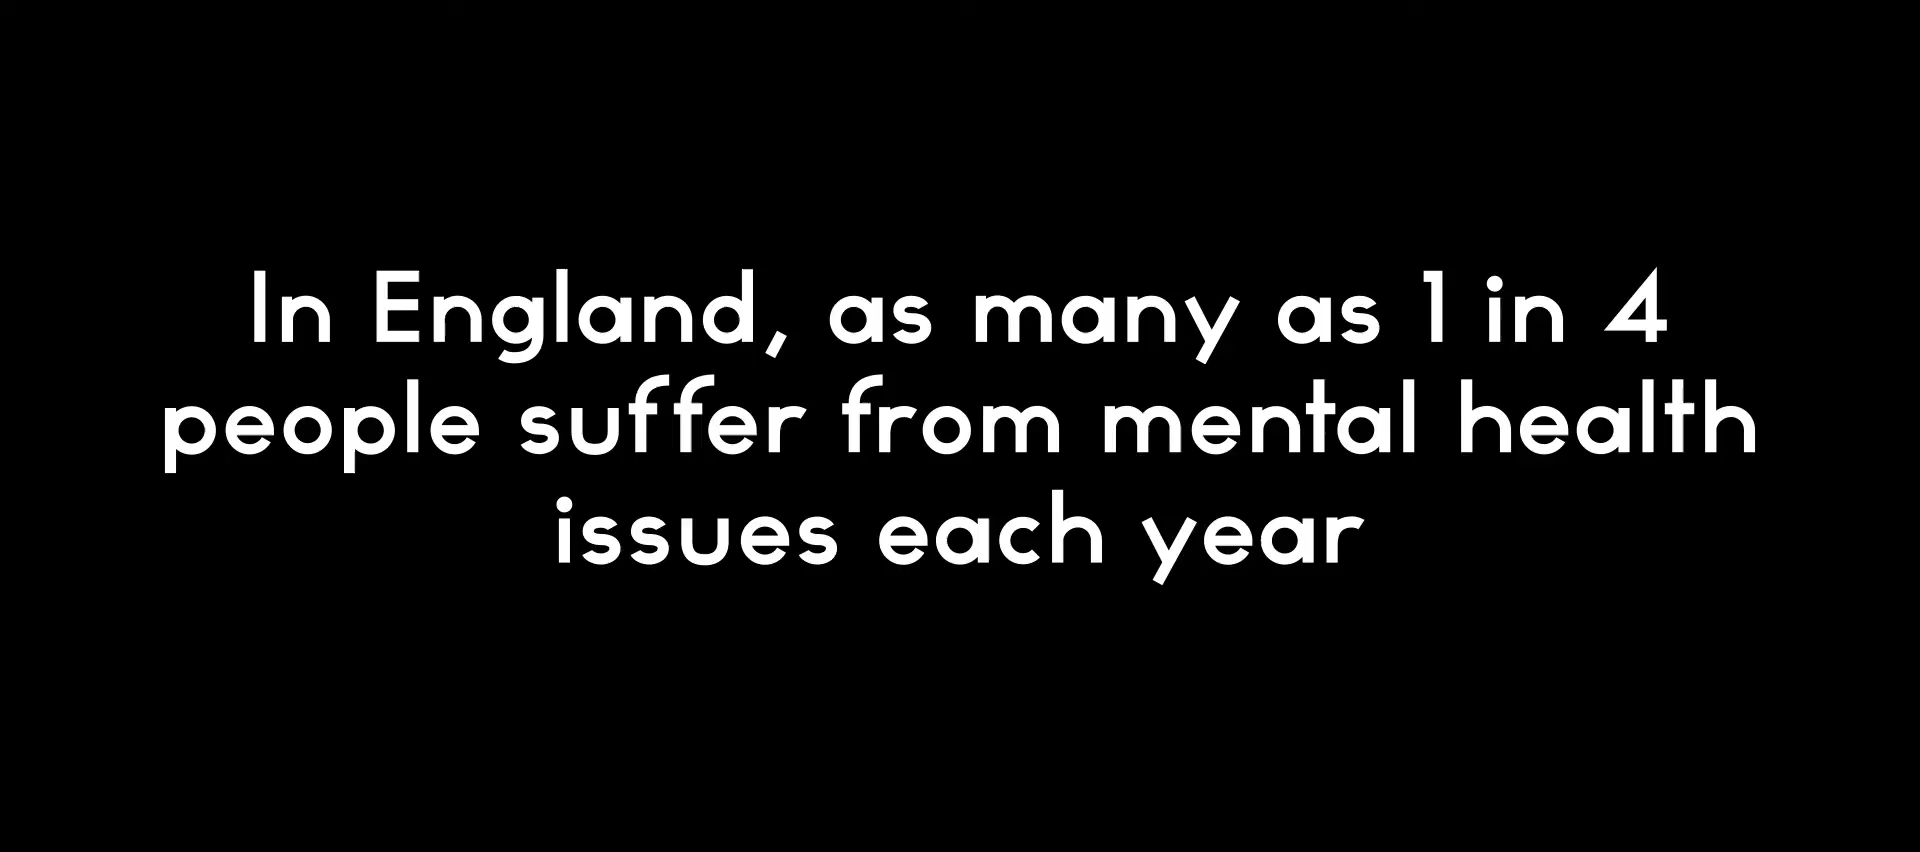 In England, as many as 1 in 4
people suffer from mental health
issues each year